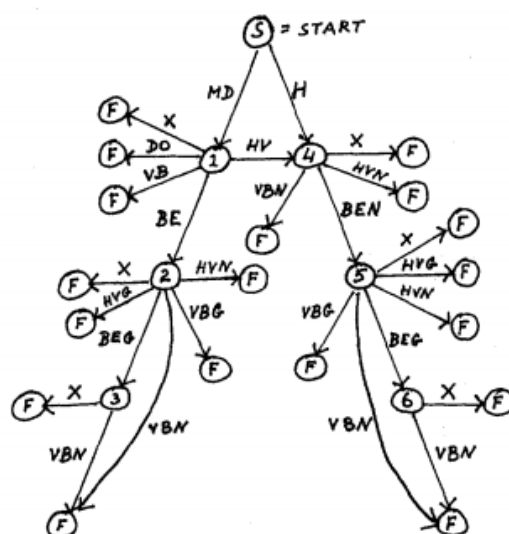 S = START
MD H
F X
F DO 1 HV 4 X F
F VB VBN HVN F
BE F BEN
X F
F X 2 HVN F 5 HVG F
F HVG HVN F
BEG VBG VBG BEG
F F
F X 3 6 X F
VBN VBN VBN VBN
F F